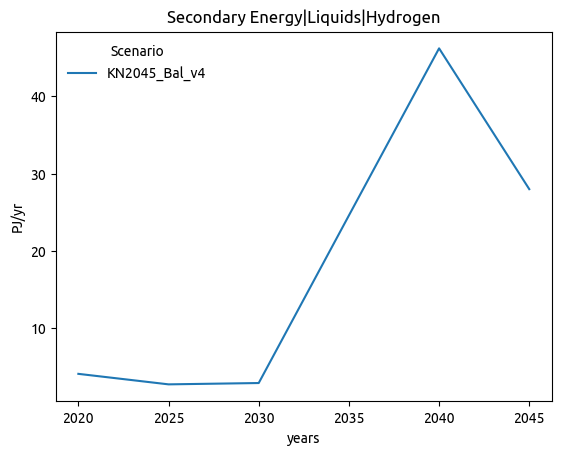 Secondary Energy|Liquids|Hydrogen
Scenario
KN2045_Bal_v4
PJ/yr
40
30
20
10
2020 2025 2030 2035 2040 2045
years